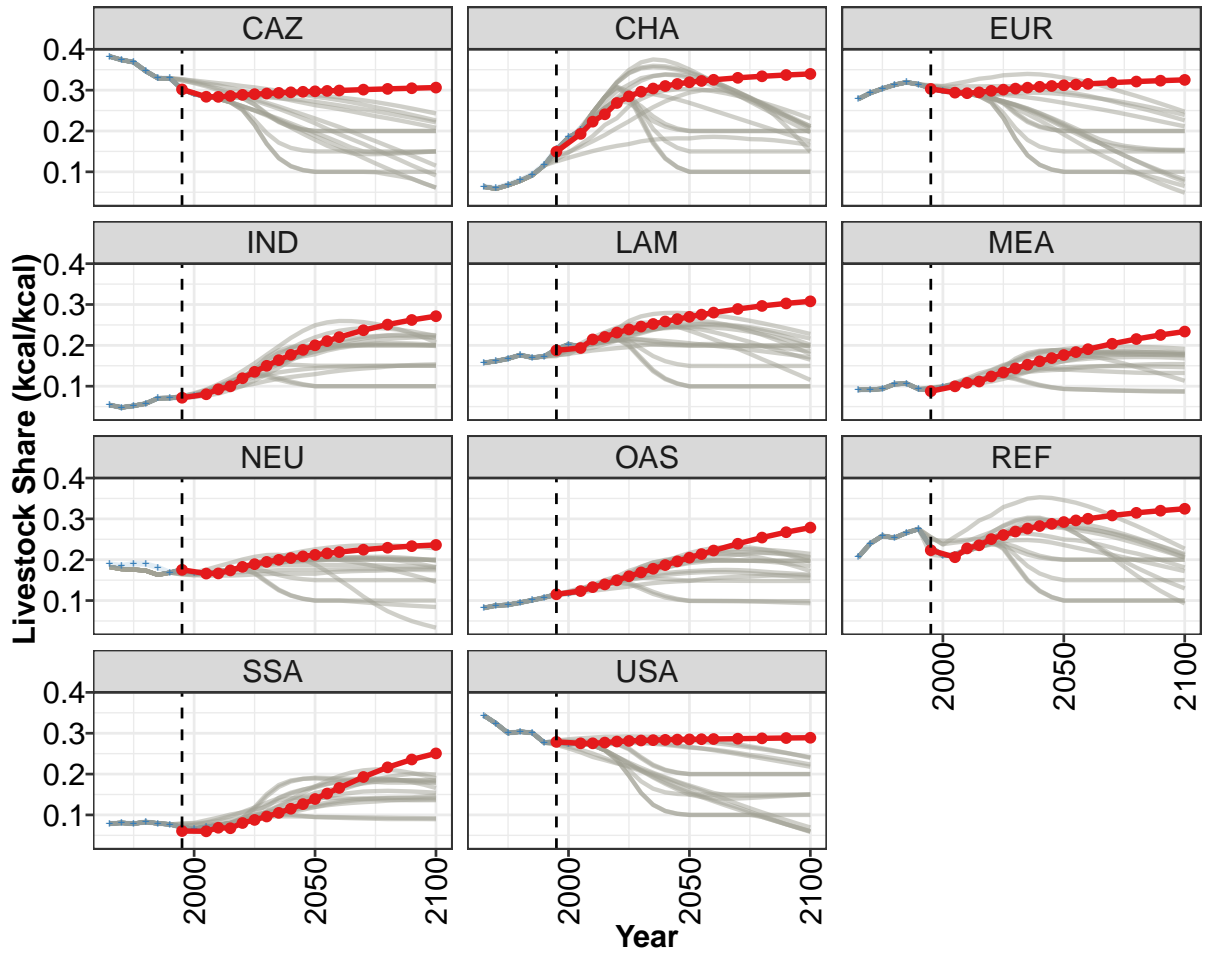 CAZ CHA EUR
0.4
0.3
0.2
0.1
IND LAM MEA
0.4
0.3
0.2
0.1
Livestock Share (kcal/kcal)
NEU OAS REF
0.4
0.3
0.2
0.1
SSA USA
2000 2050 2100
0.4
0.3
0.2
0.1
2000 2050 2100 2000 2050 2100
Year